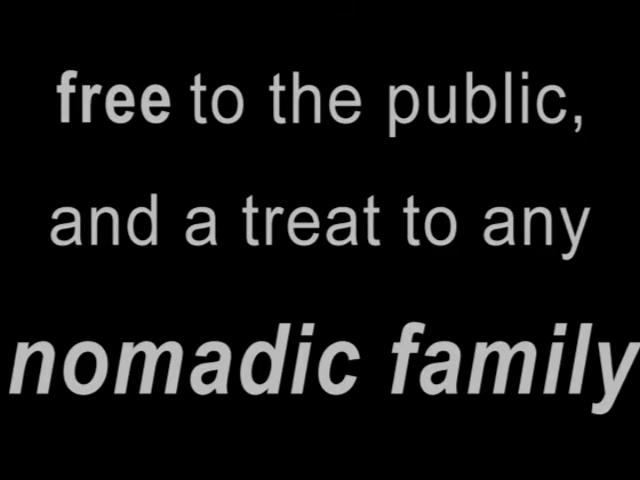 free to the public,
and a treat to any
nomadic family